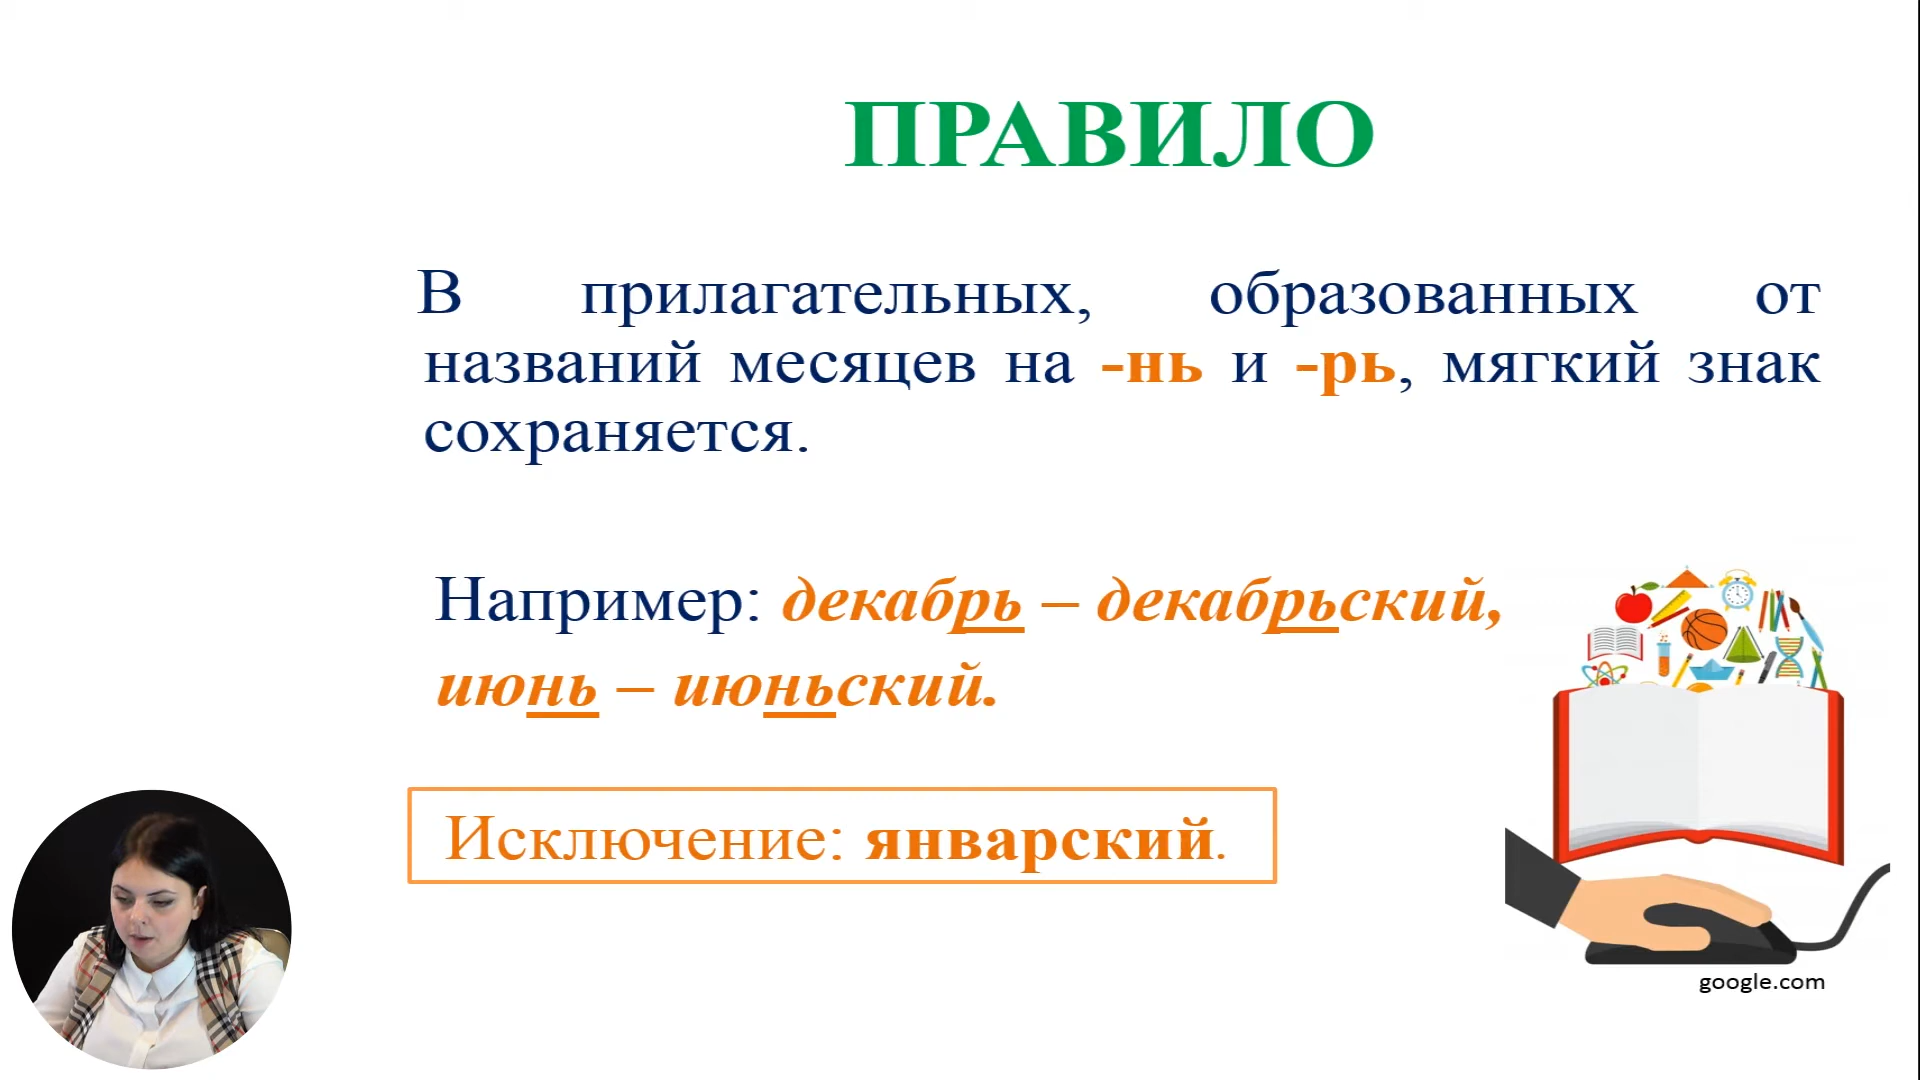 ПРАВИЛО
В прилагательных, образованных от
названий месяцев на -нь и -рь, мягкий знак
сохраняется.
Например: декабрь – декабрьский,
июнь – июньский.
Исключение: январский.
google.com